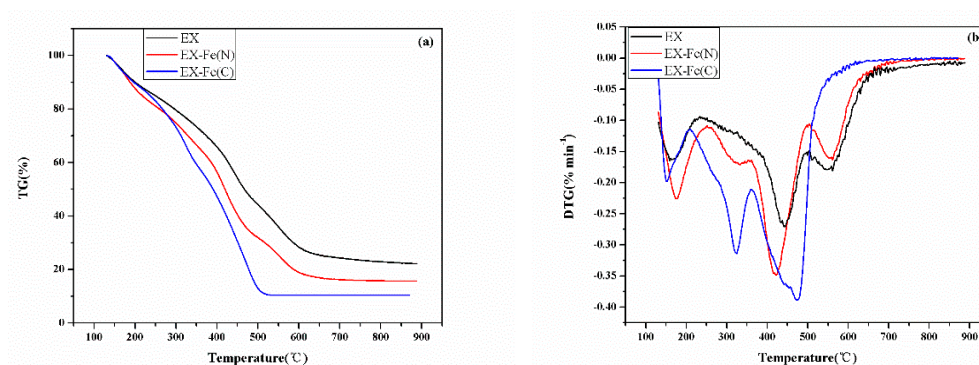 EX
EX-Fe(N)
EX-Fe(C)
(a)
TG(%)
100
80
60
40
20
0
100 200 300 400 500 600 700 800 900
Temperature(℃)
EX
EX-Fe(N)
EX-Fe(C)
(b
DTG(% min⁻¹)
0.05
0.00
-0.05
-0.10
-0.15
-0.20
-0.25
-0.30
-0.35
-0.40
100 200 300 400 500 600 700 800 900
Temperature(℃)